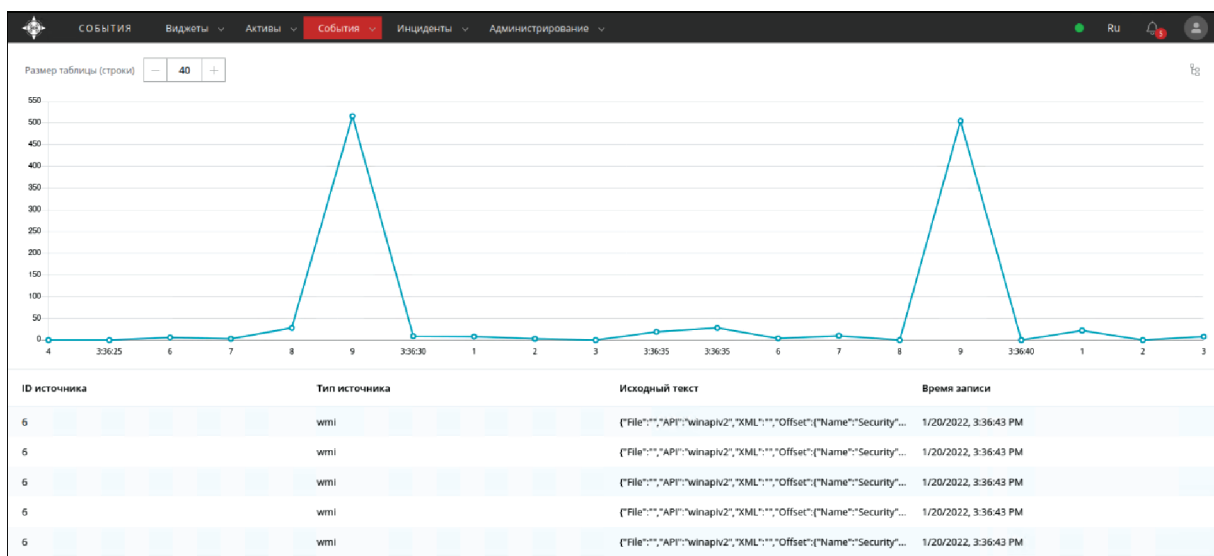 СОБЫТИЯ Виджеты Активы События Инциденты Администрирование Ru 5
Размер таблицы (строки) — 40 +
550
500
450
400
350
300
250
200
150
100
50
0
4 3:36:25 6 7 8 9 3:36:30 1 2 3 3:36:35 3:36:35 6 7 8 9 3:36:40 1 2 3
ID источника Тип источника Исходный текст Время записи
6 wmi {"File":"","API":"winapiv2","XML":"","Offset":{"Name":"Security"... 1/20/2022, 3:36:43 PM
6 wmi {"File":"","API":"winapiv2","XML":"","Offset":{"Name":"Security"... 1/20/2022, 3:36:43 PM
6 wmi {"File":"","API":"winapiv2","XML":"","Offset":{"Name":"Security"... 1/20/2022, 3:36:43 PM
6 wmi {"File":"","API":"winapiv2","XML":"","Offset":{"Name":"Security"... 1/20/2022, 3:36:43 PM
6 wmi {"File":"","API":"winapiv2","XML":"","Offset":{"Name":"Security"... 1/20/2022, 3:36:43 PM